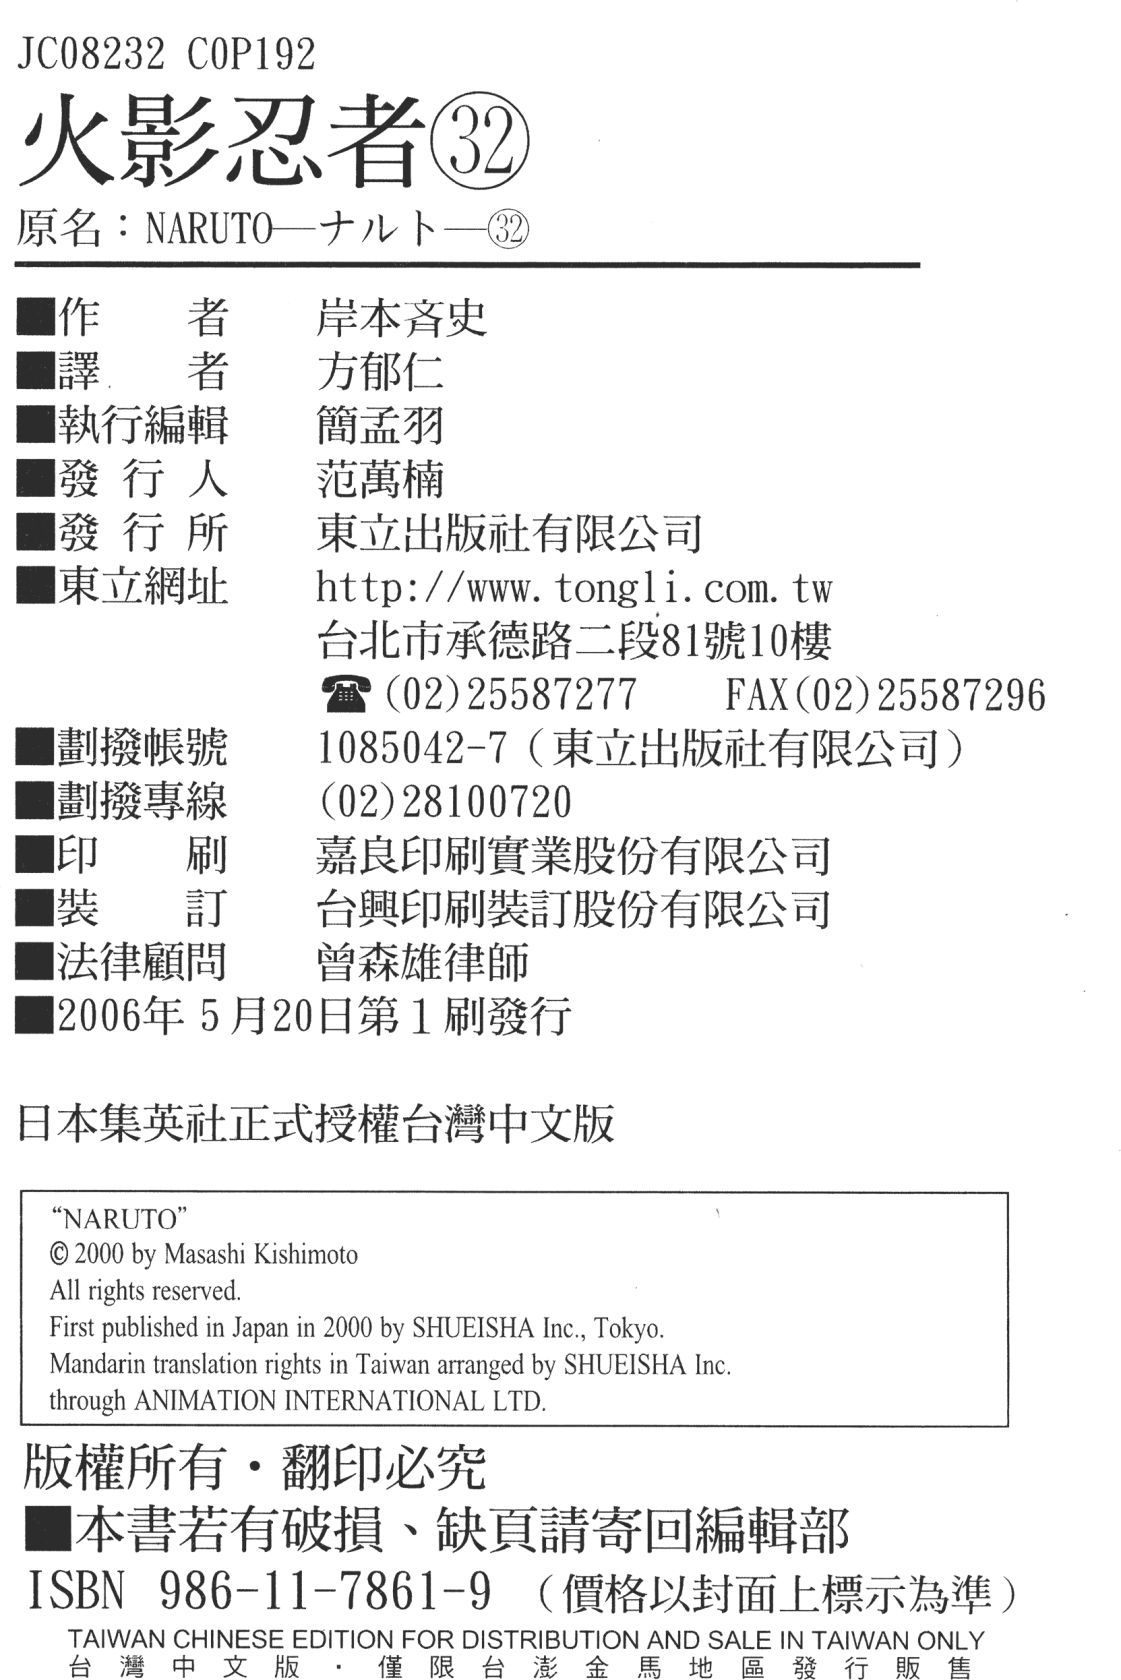 JC08232 C0P192
火影忍者㉜
原名：NARUTO—ナルト—㉜
■作 者 岸本斉史
■譯 者 方郁仁
■執行編輯 簡孟羽
■發行人 范萬楠
■發行所 東立出版社有限公司
■東立網址 http://www.tongli.com.tw
台北市承德路二段81號10樓
☎(02)25587277 FAX(02)25587296
■劃撥帳號 1085042-7（東立出版社有限公司）
■劃撥專線 (02)28100720
■印 刷 嘉良印刷實業股份有限公司
■裝 訂 台興印刷裝訂股份有限公司
■法律顧問 曾森雄律師
■2006年5月20日第1刷發行
日本集英社正式授權台灣中文版
“NARUTO”
© 2000 by Masashi Kishimoto
All rights reserved.
First published in Japan in 2000 by SHUEISHA Inc., Tokyo.
Mandarin translation rights in Taiwan arranged by SHUEISHA Inc.
through ANIMATION INTERNATIONAL LTD.
版權所有・翻印必究
■本書若有破損、缺頁請寄回編輯部
ISBN 986-11-7861-9 （價格以封面上標示為準）
TAIWAN CHINESE EDITION FOR DISTRIBUTION AND SALE IN TAIWAN ONLY
台灣中文版・僅限台澎金馬地區發行販售